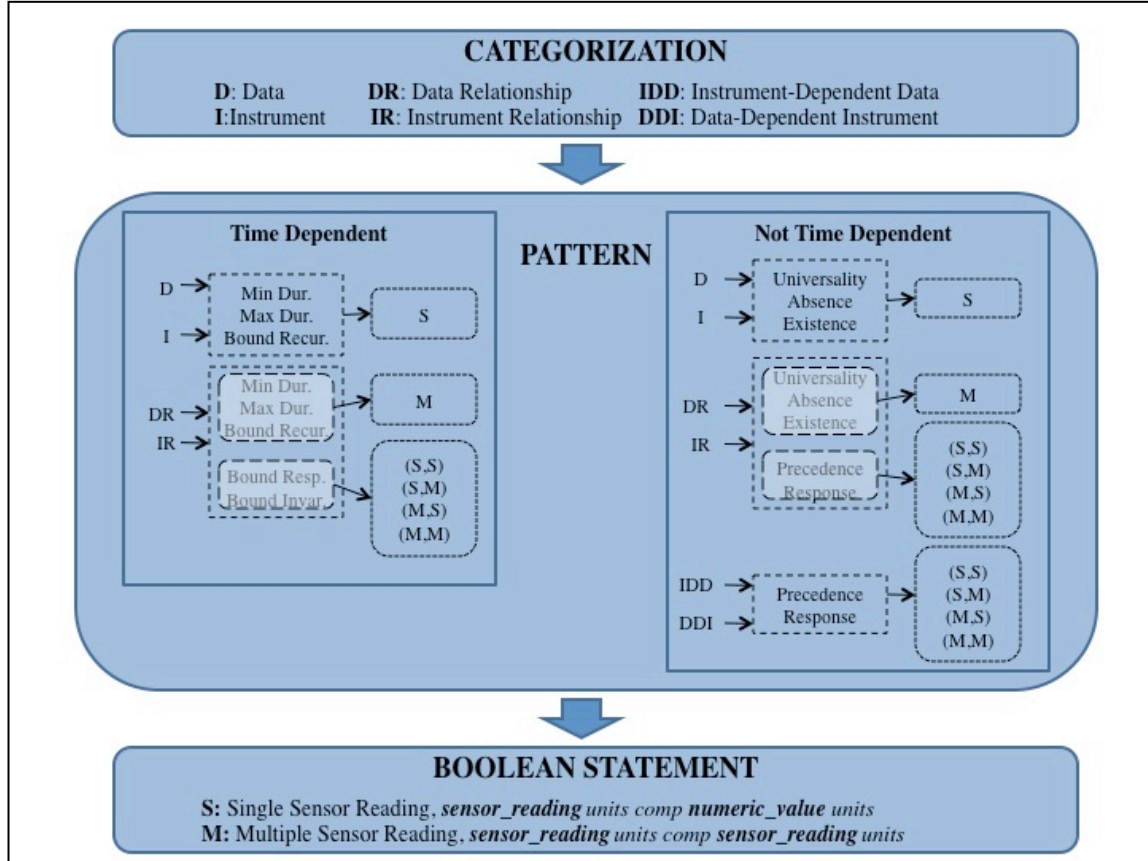 CATEGORIZATION
D: Data DR: Data Relationship IDD: Instrument-Dependent Data
I:Instrument IR: Instrument Relationship DDI: Data-Dependent Instrument
PATTERN
Time Dependent
D
I
Min Dur.
Max Dur.
Bound Recur.
S
DR
IR
Min Dur.
Max Dur.
Bound Recur.
M
Bound Resp.
Bound Invar.
(S,S)
(S,M)
(M,S)
(M,M)
Not Time Dependent
D
I
Universality
Absence
Existence
S
DR
IR
Universality
Absence
Existence
M
Precedence
Response
(S,S)
(S,M)
(M,S)
(M,M)
IDD
DDI
Precedence
Response
(S,S)
(S,M)
(M,S)
(M,M)
BOOLEAN STATEMENT
S: Single Sensor Reading, sensor_reading units comp numeric_value units
M: Multiple Sensor Reading, sensor_reading units comp sensor_reading units